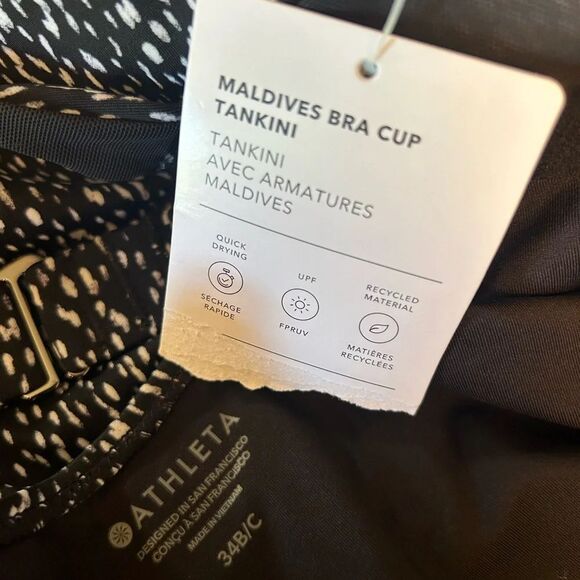 MALDIVES BRA CUP
TANKINI
TANKINI
AVEC ARMATURES
MALDIVES
QUICK
DRYING
SÉCHAGE
RAPIDE
UPF
FPRUV
RECYCLED
MATERIAL
MATIÈRES
RECYCLÉES
ATHLETA
DESIGNED IN SAN FRANCISCO
CONÇU À SAN FRANCISCO
MADE IN VIETNAM
34B/C